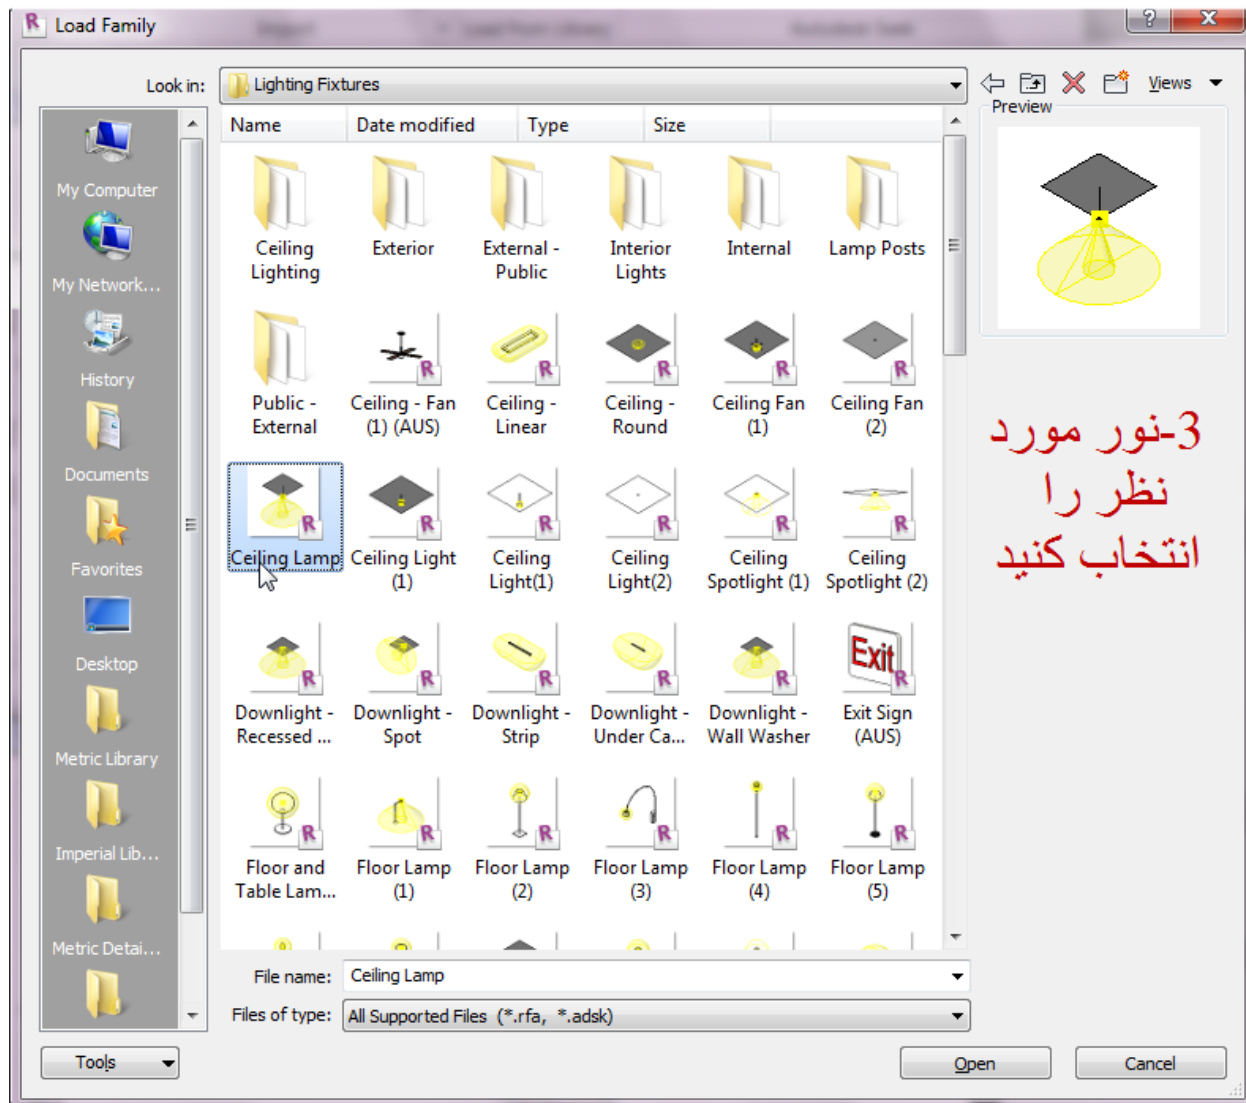 Load Family
Look in:
Lighting Fixtures
Views
Name Date modified Type Size
Preview
My Computer
My Network...
History
Documents
Favorites
Desktop
Metric Library
Imperial Lib...
Metric Detai...
Ceiling
Lighting
Exterior
External -
Public
Interior
Lights
Internal
Lamp Posts
Public -
External
Ceiling - Fan
(1) (AUS)
Ceiling -
Linear
Ceiling -
Round
Ceiling Fan
(1)
Ceiling Fan
(2)
Ceiling Lamp
Ceiling Light
(1)
Ceiling
Light(1)
Ceiling
Light(2)
Ceiling
Spotlight (1)
Ceiling
Spotlight (2)
Downlight -
Recessed ...
Downlight -
Spot
Downlight -
Strip
Downlight -
Under Ca...
Downlight -
Wall Washer
Exit
Exit Sign
(AUS)
Floor and
Table Lam...
Floor Lamp
(1)
Floor Lamp
(2)
Floor Lamp
(3)
Floor Lamp
(4)
Floor Lamp
(5)
3-نور مورد
نظر را
انتخاب کنید
File name: Ceiling Lamp
Files of type: All Supported Files (*.rfa, *.adsk)
Tools
Open
Cancel